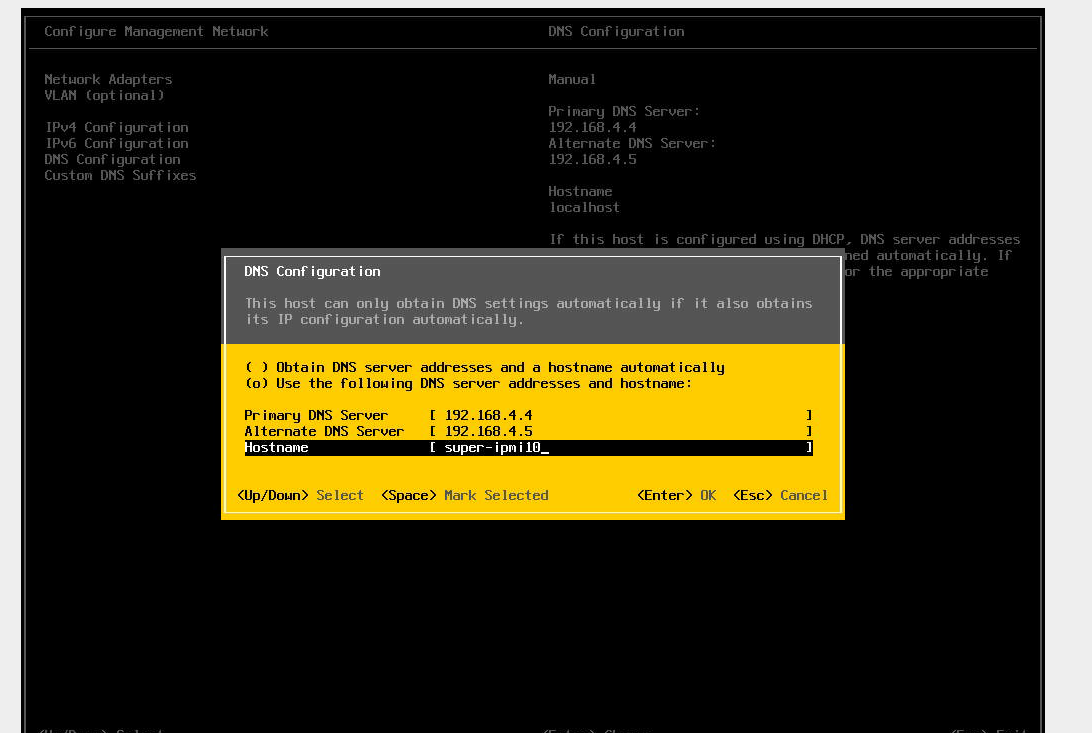 Configure Management Network
DNS Configuration
Network Adapters
VLAN (optional)
IPv4 Configuration
IPv6 Configuration
DNS Configuration
Custom DNS Suffixes
Manual
Primary DNS Server:
192.168.4.4
Alternate DNS Server:
192.168.4.5
Hostname
localhost
If this host is configured using DHCP, DNS server addresses
ned automatically. If
or the appropriate
DNS Configuration
This host can only obtain DNS settings automatically if it also obtains
its IP configuration automatically.
( ) Obtain DNS server addresses and a hostname automatically
(o) Use the following DNS server addresses and hostname:
Primary DNS Server [ 192.168.4.4 ]
Alternate DNS Server [ 192.168.4.5 ]
Hostname [ super-ipmi10_ ]
<Up/Down> Select <Space> Mark Selected <Enter> OK <Esc> Cancel